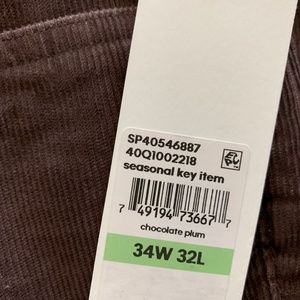 SP40546887
40Q1002218
seasonal key item
7 49194 73667 7
chocolate plum
34W 32L